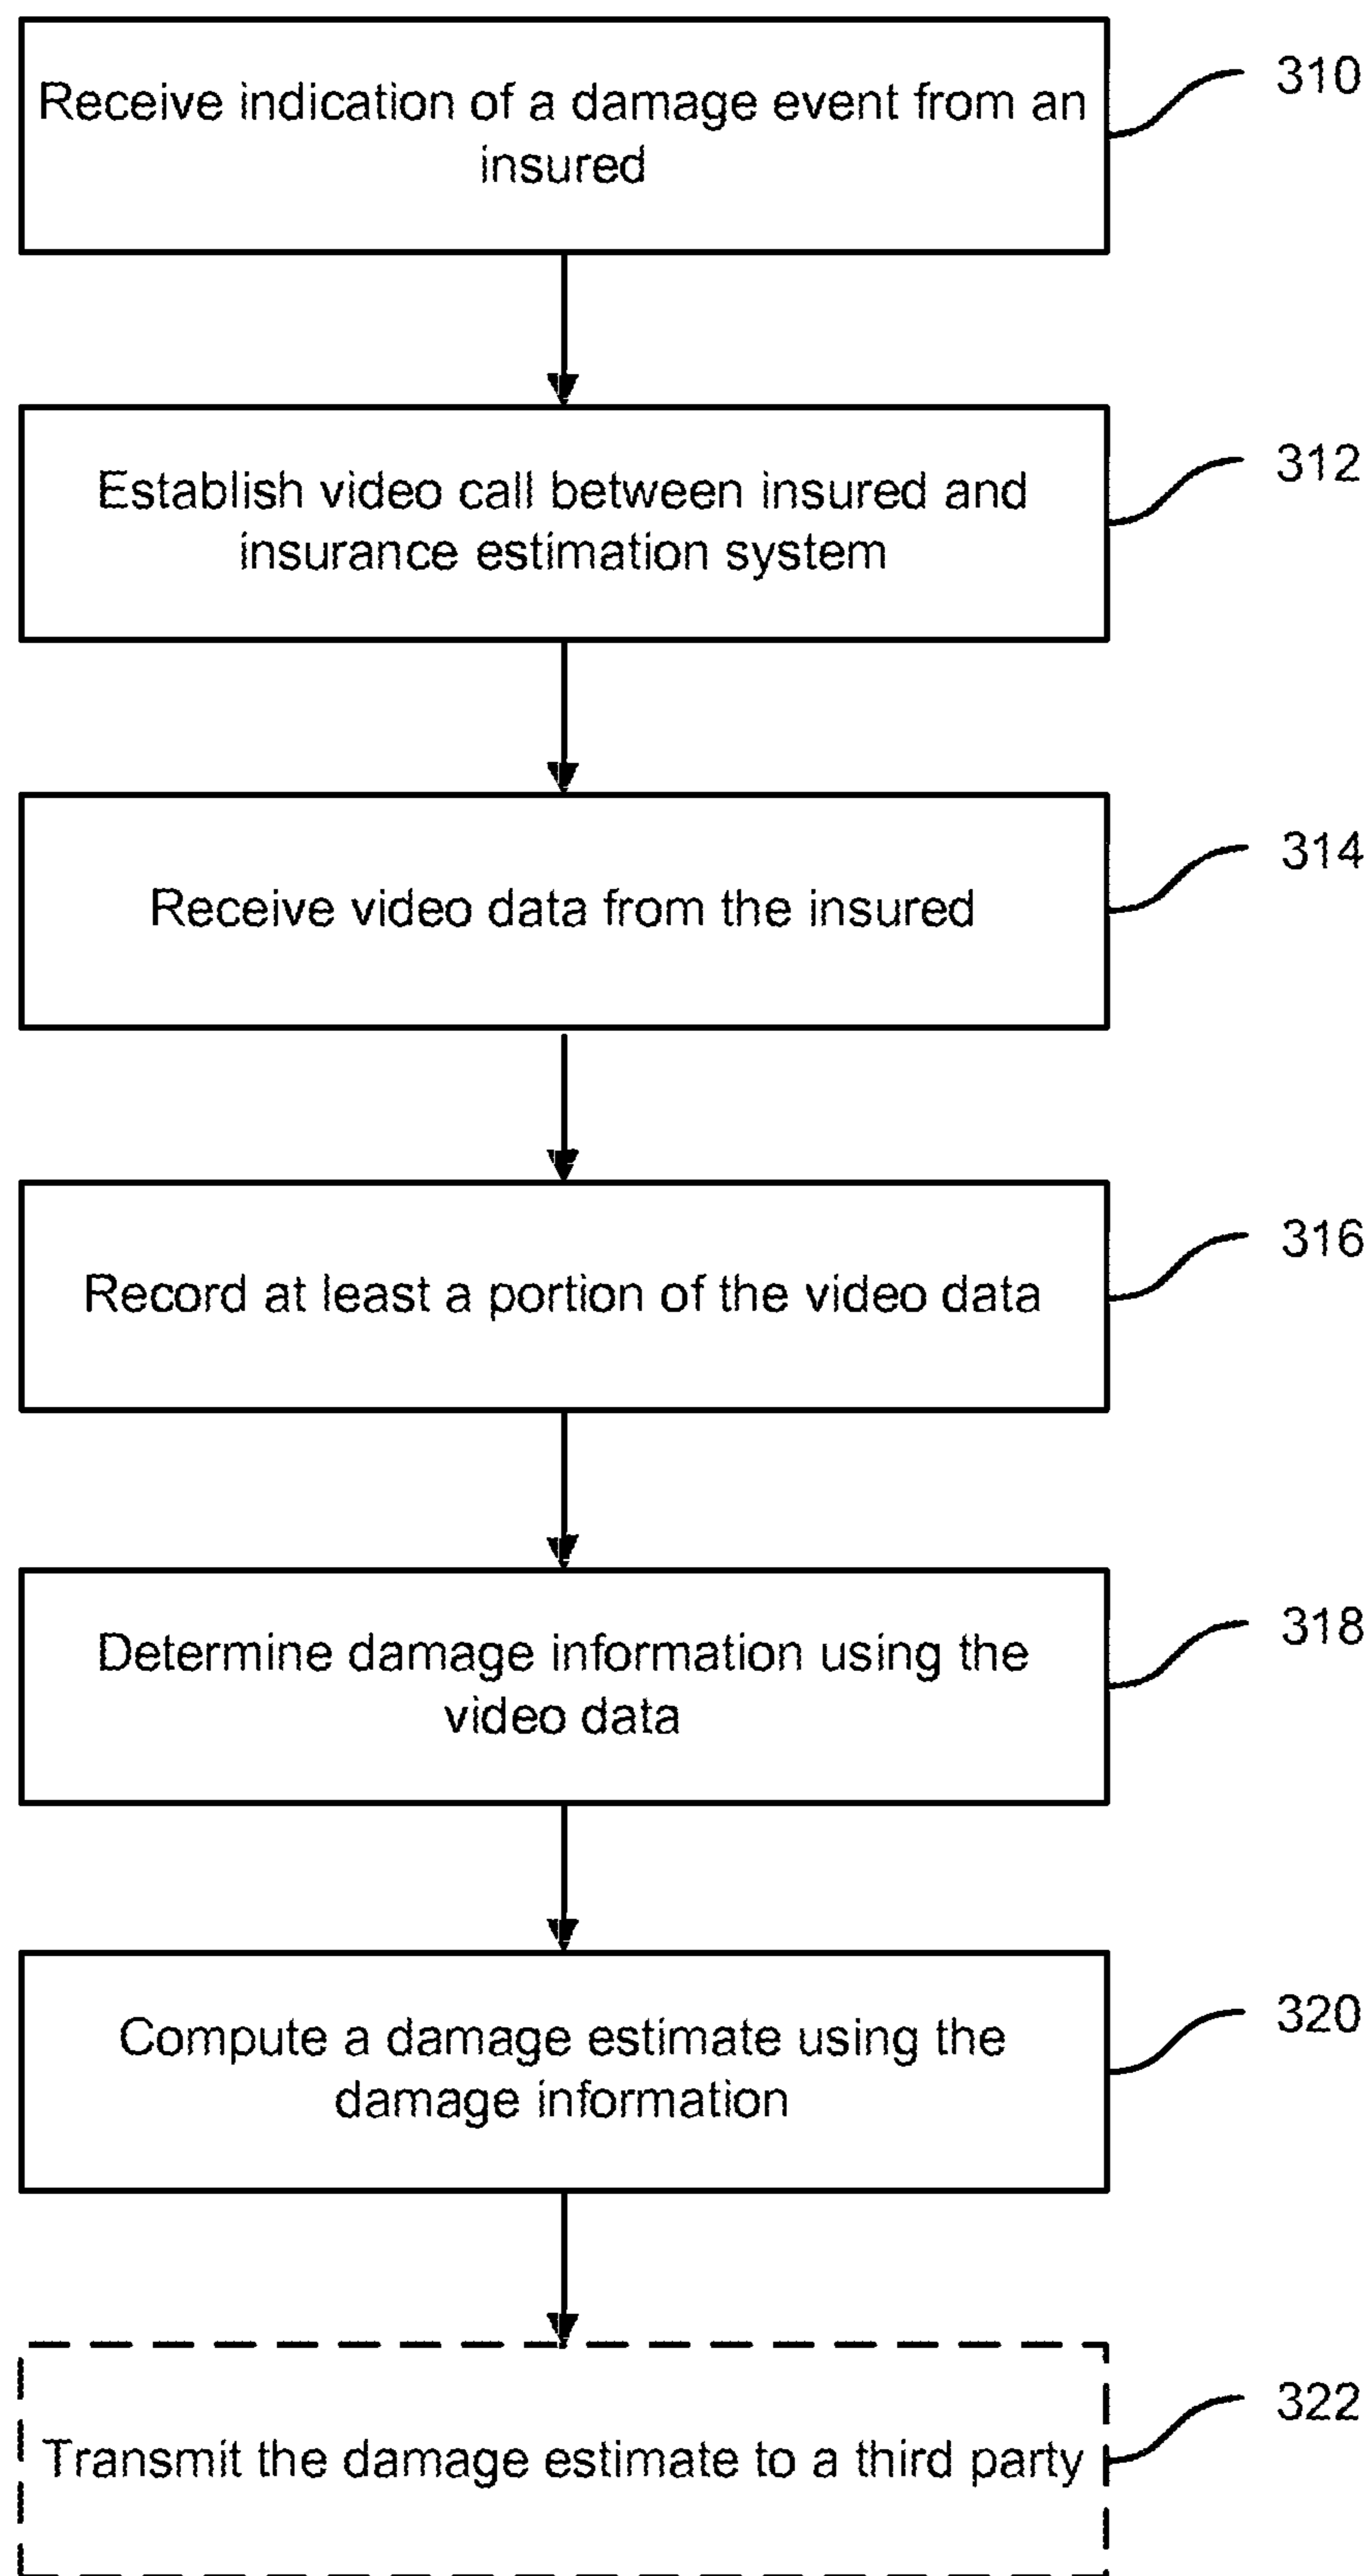 Receive indication of a damage event from an
insured
310
Establish video call between insured and
insurance estimation system
312
Receive video data from the insured
314
Record at least a portion of the video data
316
Determine damage information using the
video data
318
Compute a damage estimate using the
damage information
320
Transmit the damage estimate to a third party
322